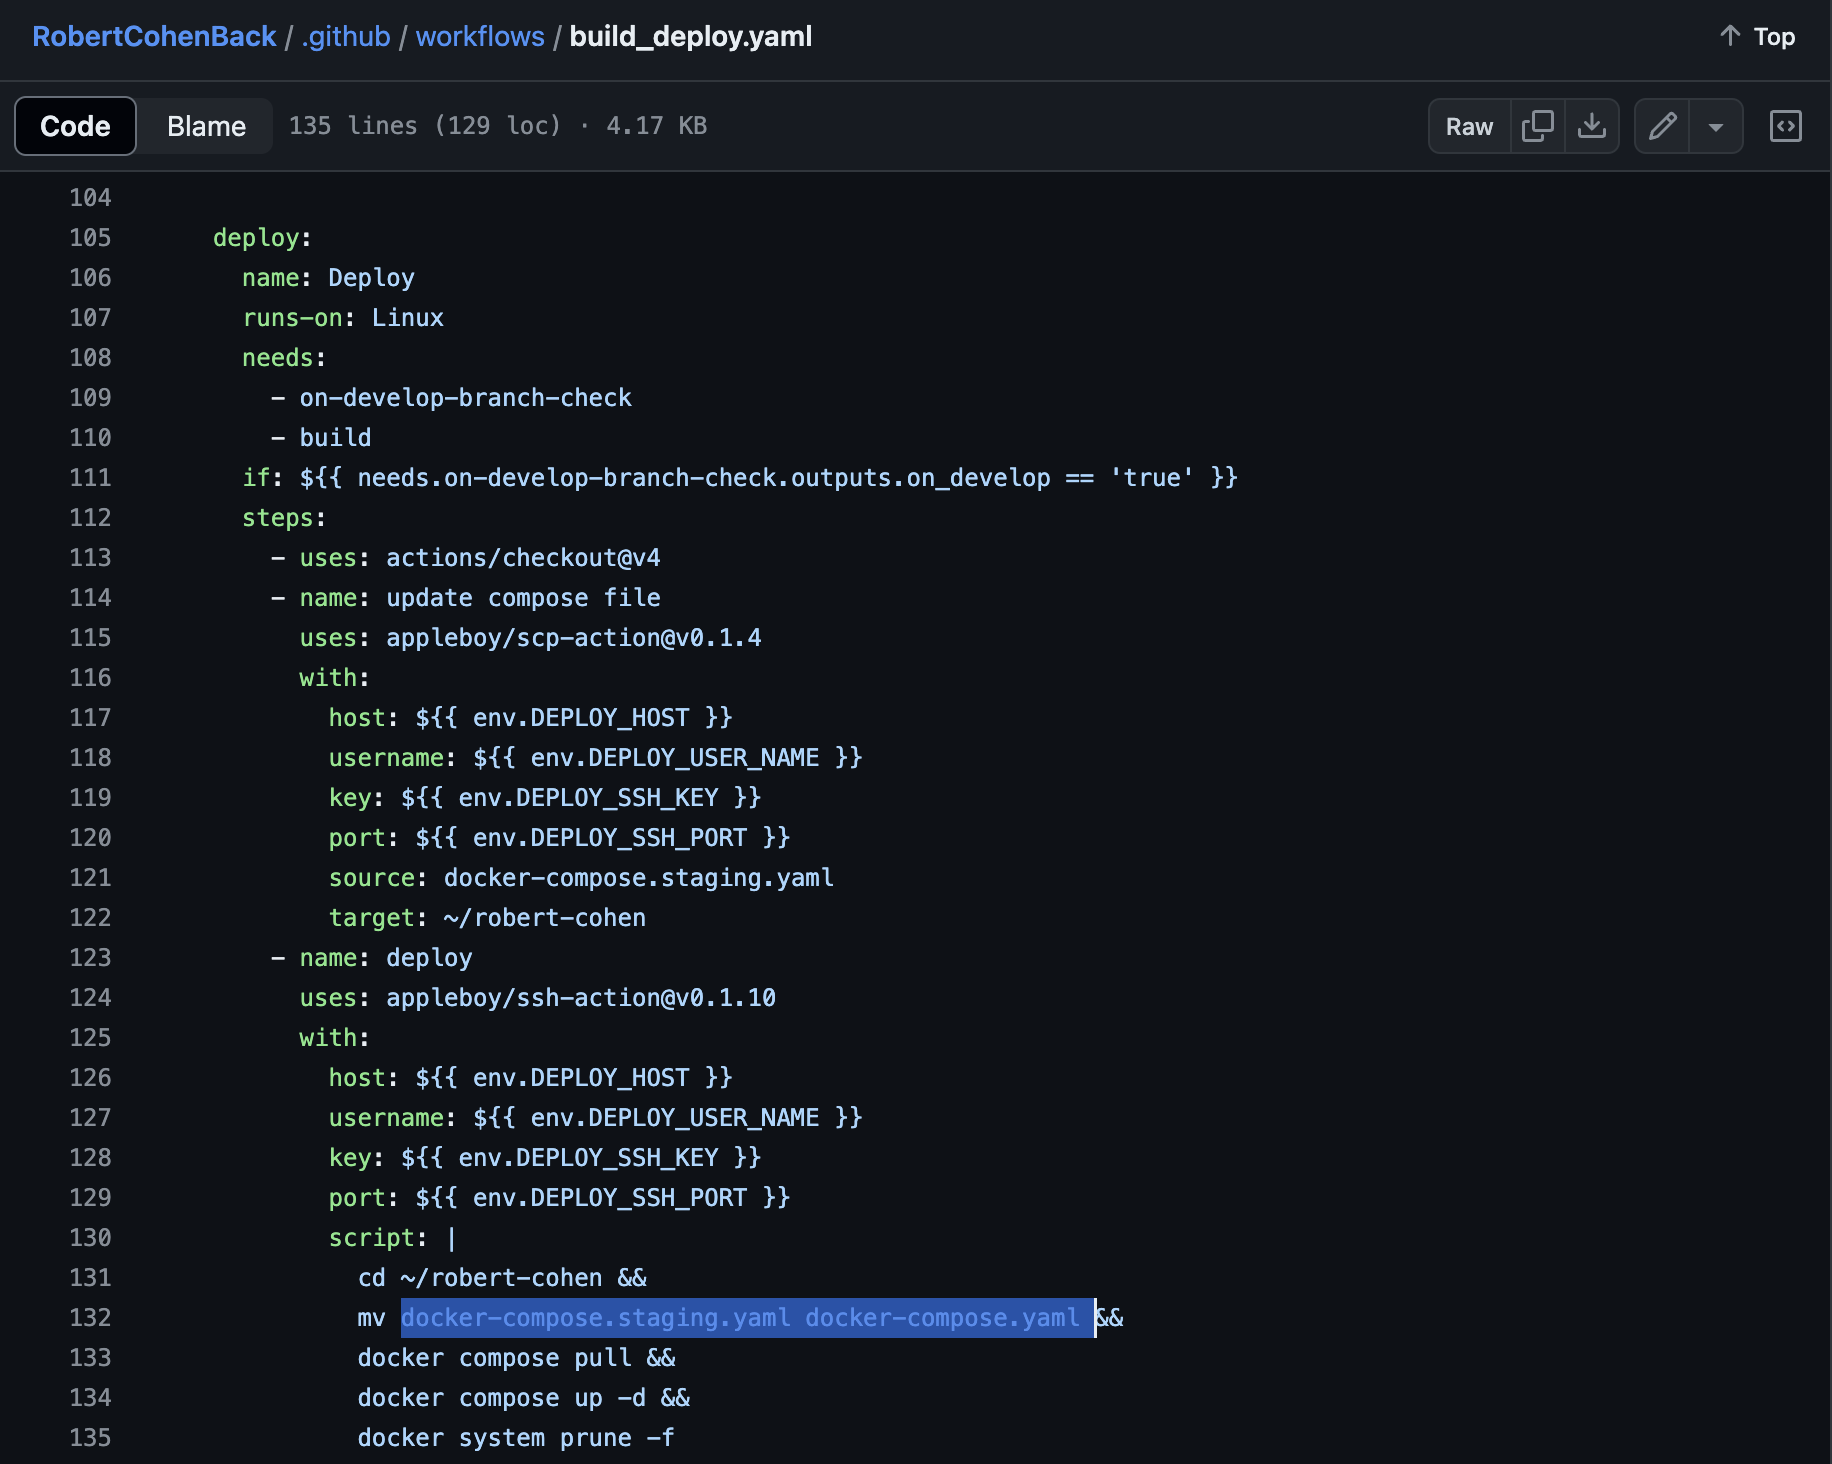 RobertCohenBack / .github / workflows / build_deploy.yaml
↑ Top
Code Blame 135 lines (129 loc) · 4.17 KB Raw
104
105 deploy:
106 name: Deploy
107 runs-on: Linux
108 needs:
109 - on-develop-branch-check
110 - build
111 if: ${{ needs.on-develop-branch-check.outputs.on_develop == 'true' }}
112 steps:
113 - uses: actions/checkout@v4
114 - name: update compose file
115 uses: appleboy/scp-action@v0.1.4
116 with:
117 host: ${{ env.DEPLOY_HOST }}
118 username: ${{ env.DEPLOY_USER_NAME }}
119 key: ${{ env.DEPLOY_SSH_KEY }}
120 port: ${{ env.DEPLOY_SSH_PORT }}
121 source: docker-compose.staging.yaml
122 target: ~/robert-cohen
123 - name: deploy
124 uses: appleboy/ssh-action@v0.1.10
125 with:
126 host: ${{ env.DEPLOY_HOST }}
127 username: ${{ env.DEPLOY_USER_NAME }}
128 key: ${{ env.DEPLOY_SSH_KEY }}
129 port: ${{ env.DEPLOY_SSH_PORT }}
130 script: |
131 cd ~/robert-cohen &&
132 mv docker-compose.staging.yaml docker-compose.yaml &&
133 docker compose pull &&
134 docker compose up -d &&
135 docker system prune -f